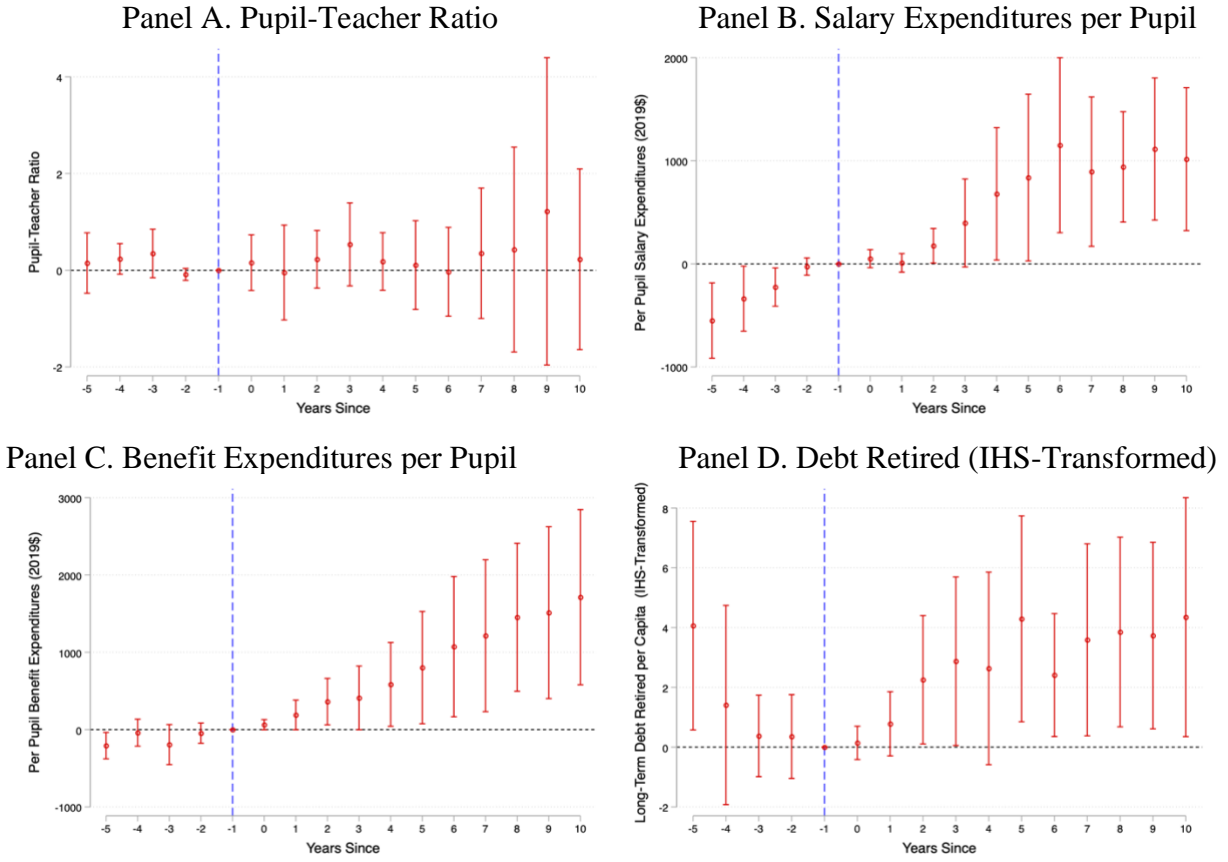 Panel A. Pupil-Teacher Ratio
Pupil-Teacher Ratio
4
2
0
-2
-5 -4 -3 -2 -1 0 1 2 3 4 5 6 7 8 9 10
Years Since
Panel B. Salary Expenditures per Pupil
Per Pupil Salary Expenditures (2019$)
2000
1000
0
-1000
-5 -4 -3 -2 -1 0 1 2 3 4 5 6 7 8 9 10
Years Since
Panel C. Benefit Expenditures per Pupil
Per Pupil Benefit Expenditures (2019$)
3000
2000
1000
0
-1000
-5 -4 -3 -2 -1 0 1 2 3 4 5 6 7 8 9 10
Years Since
Panel D. Debt Retired (IHS-Transformed)
Long-Term Debt Retired per Capita (IHS-Transformed)
8
6
4
2
0
-2
-5 -4 -3 -2 -1 0 1 2 3 4 5 6 7 8 9 10
Years Since